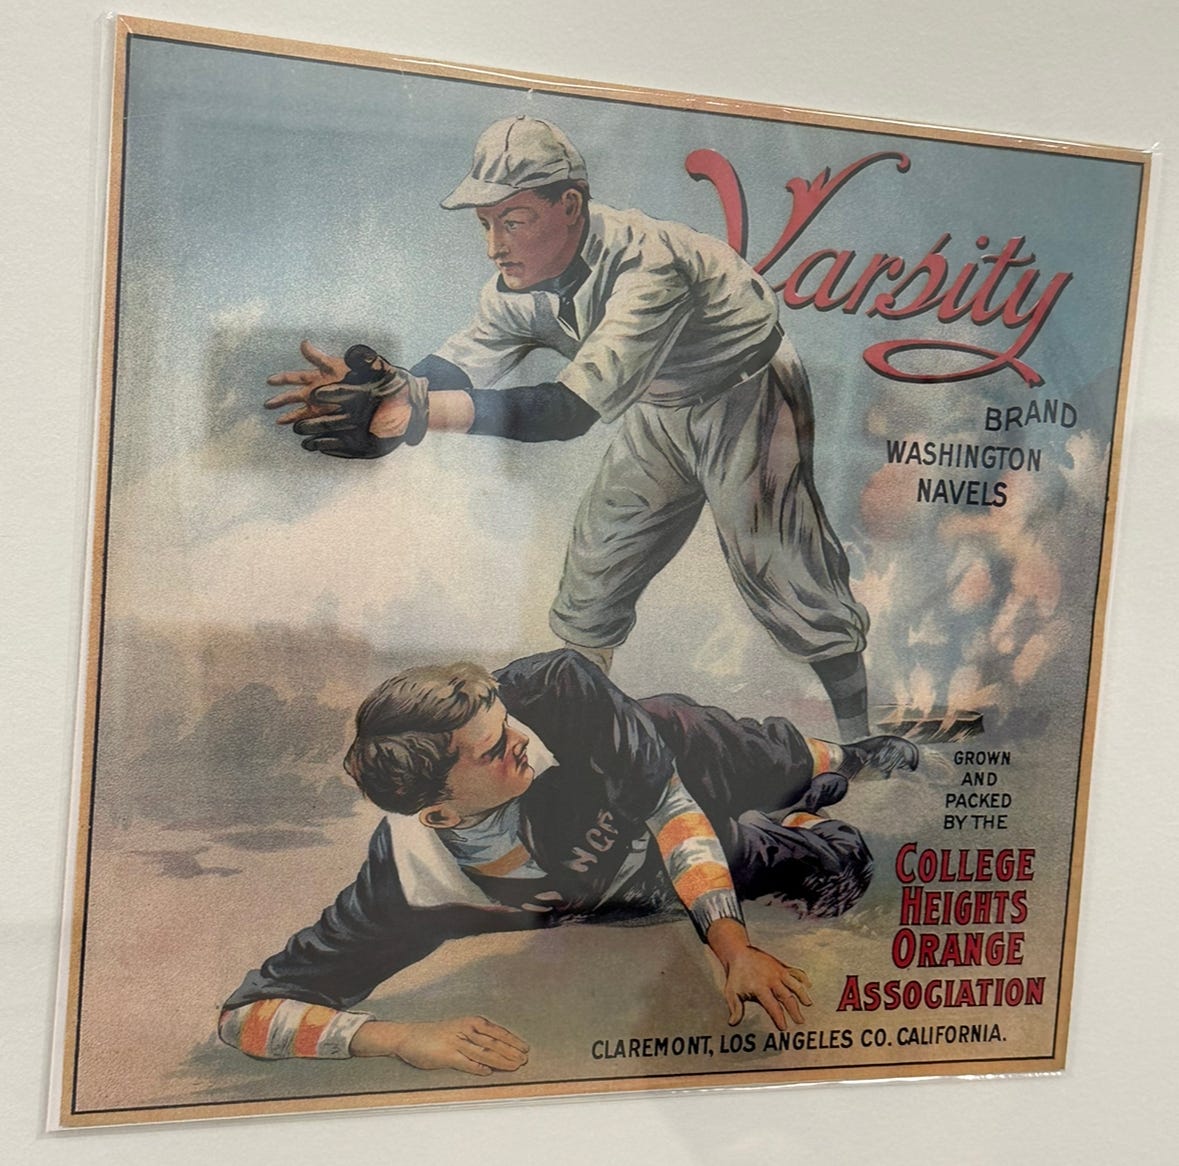 Varsity
BRAND
WASHINGTON
NAVELS
GROWN
AND
PACKED
BY THE
COLLEGE
HEIGHTS
ORANGE
ASSOCIATION
CLAREMONT, LOS ANGELES CO. CALIFORNIA.